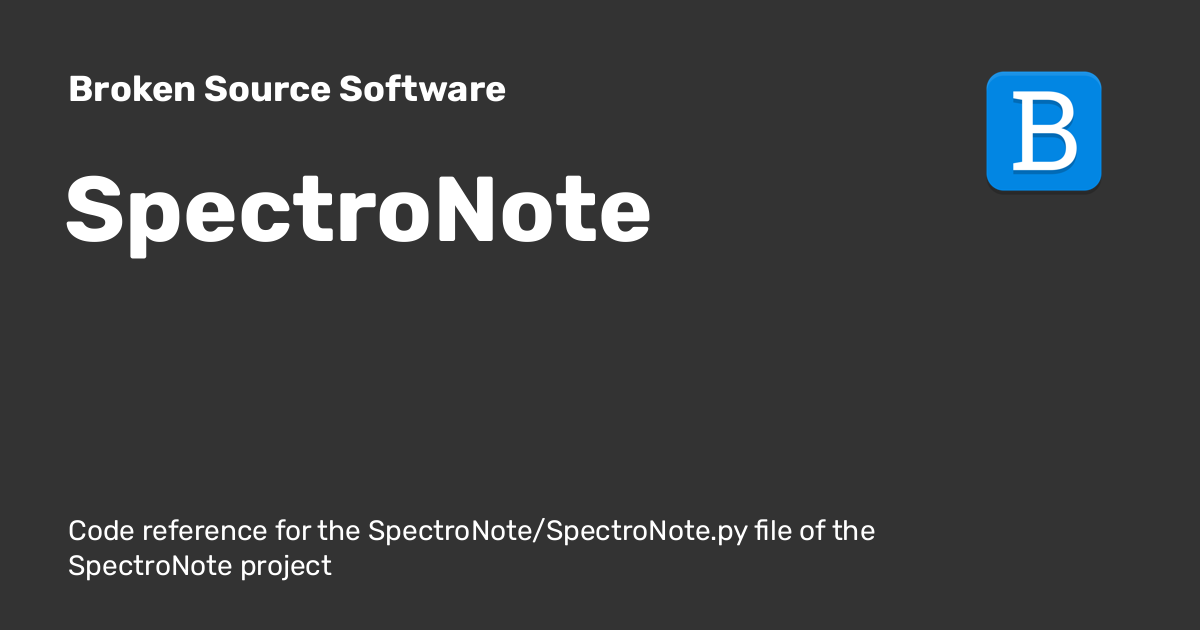 Broken Source Software
B
SpectroNote
Code reference for the SpectroNote/SpectroNote.py file of the
SpectroNote project